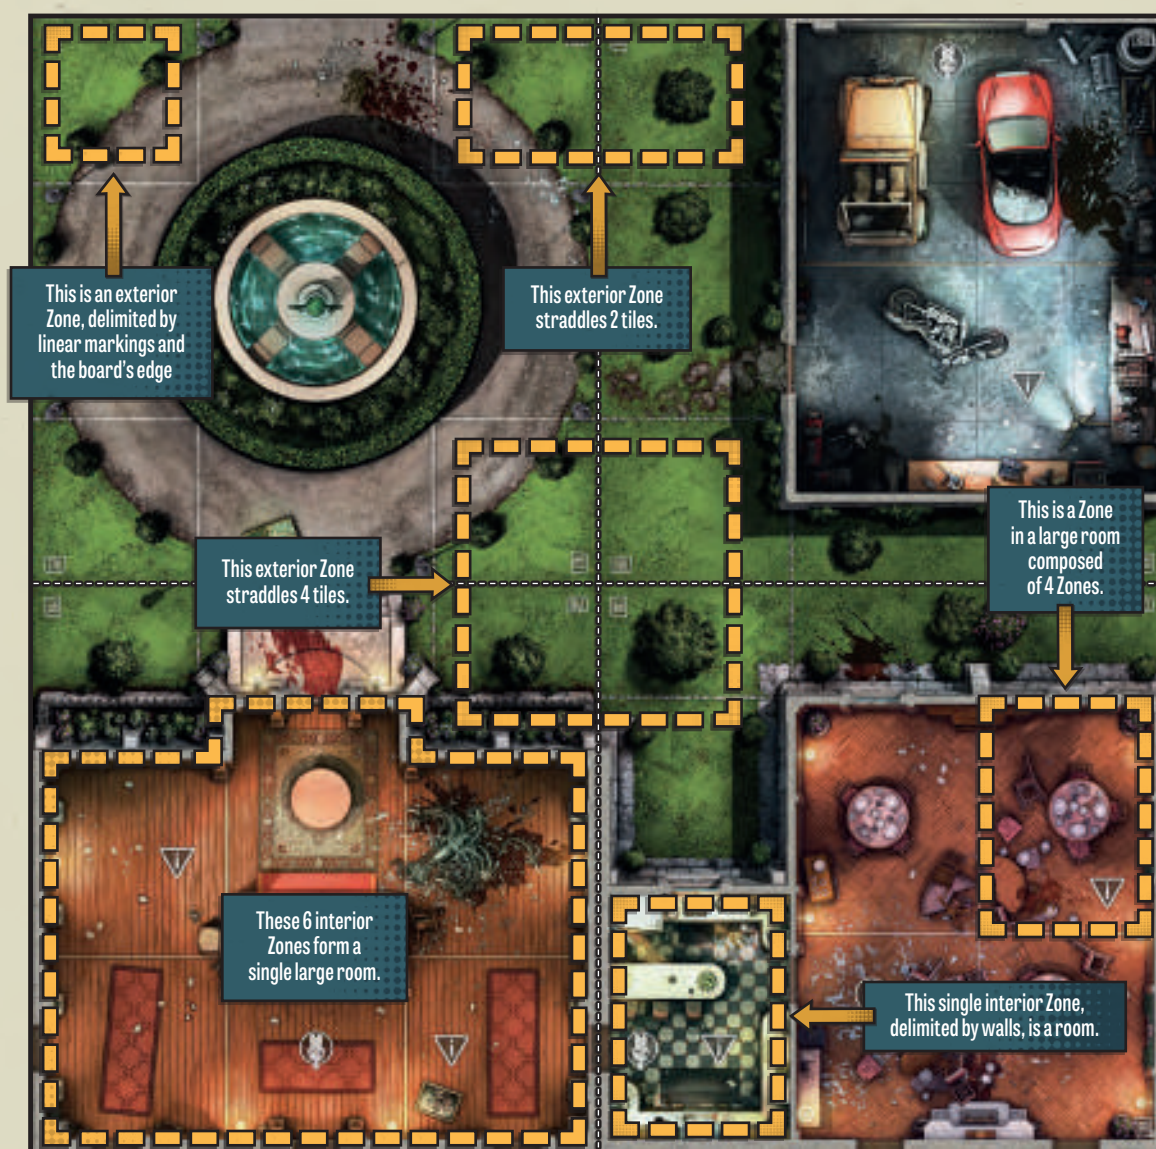 This is an exterior
Zone, delimited by
linear markings and
the board's edge
This exterior Zone
straddles 2 tiles.
This exterior Zone
straddles 4 tiles.
This is a Zone
in a large room
composed
of 4 Zones.
These 6 interior
Zones form a
single large room.
This single interior Zone,
delimited by walls, is a room.